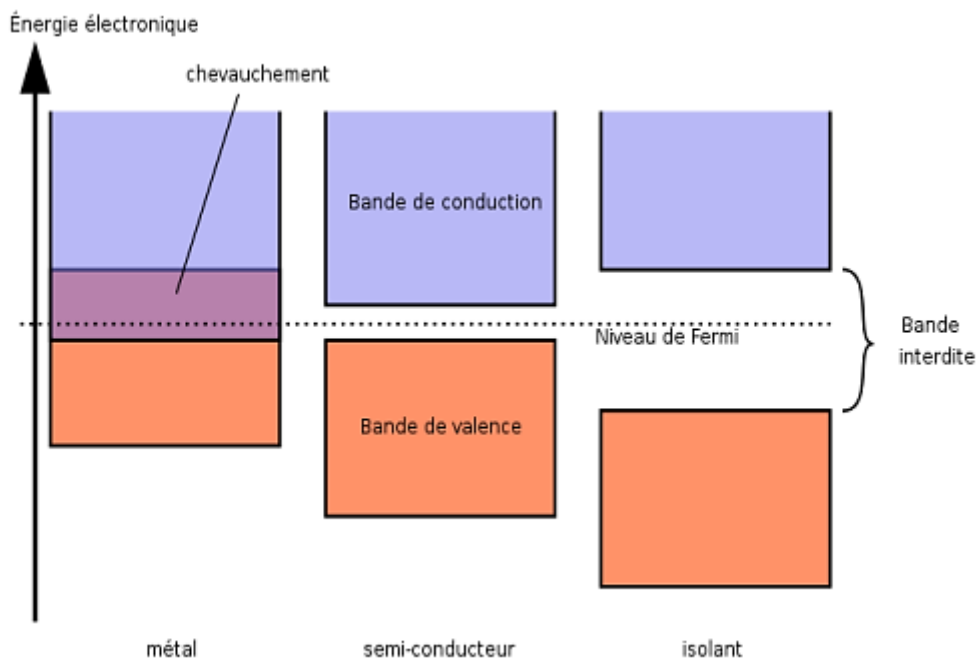 Énergie électronique
chevauchement
Bande de conduction
Niveau de Fermi
Bande
interdite
Bande de valence
métal
semi-conducteur
isolant